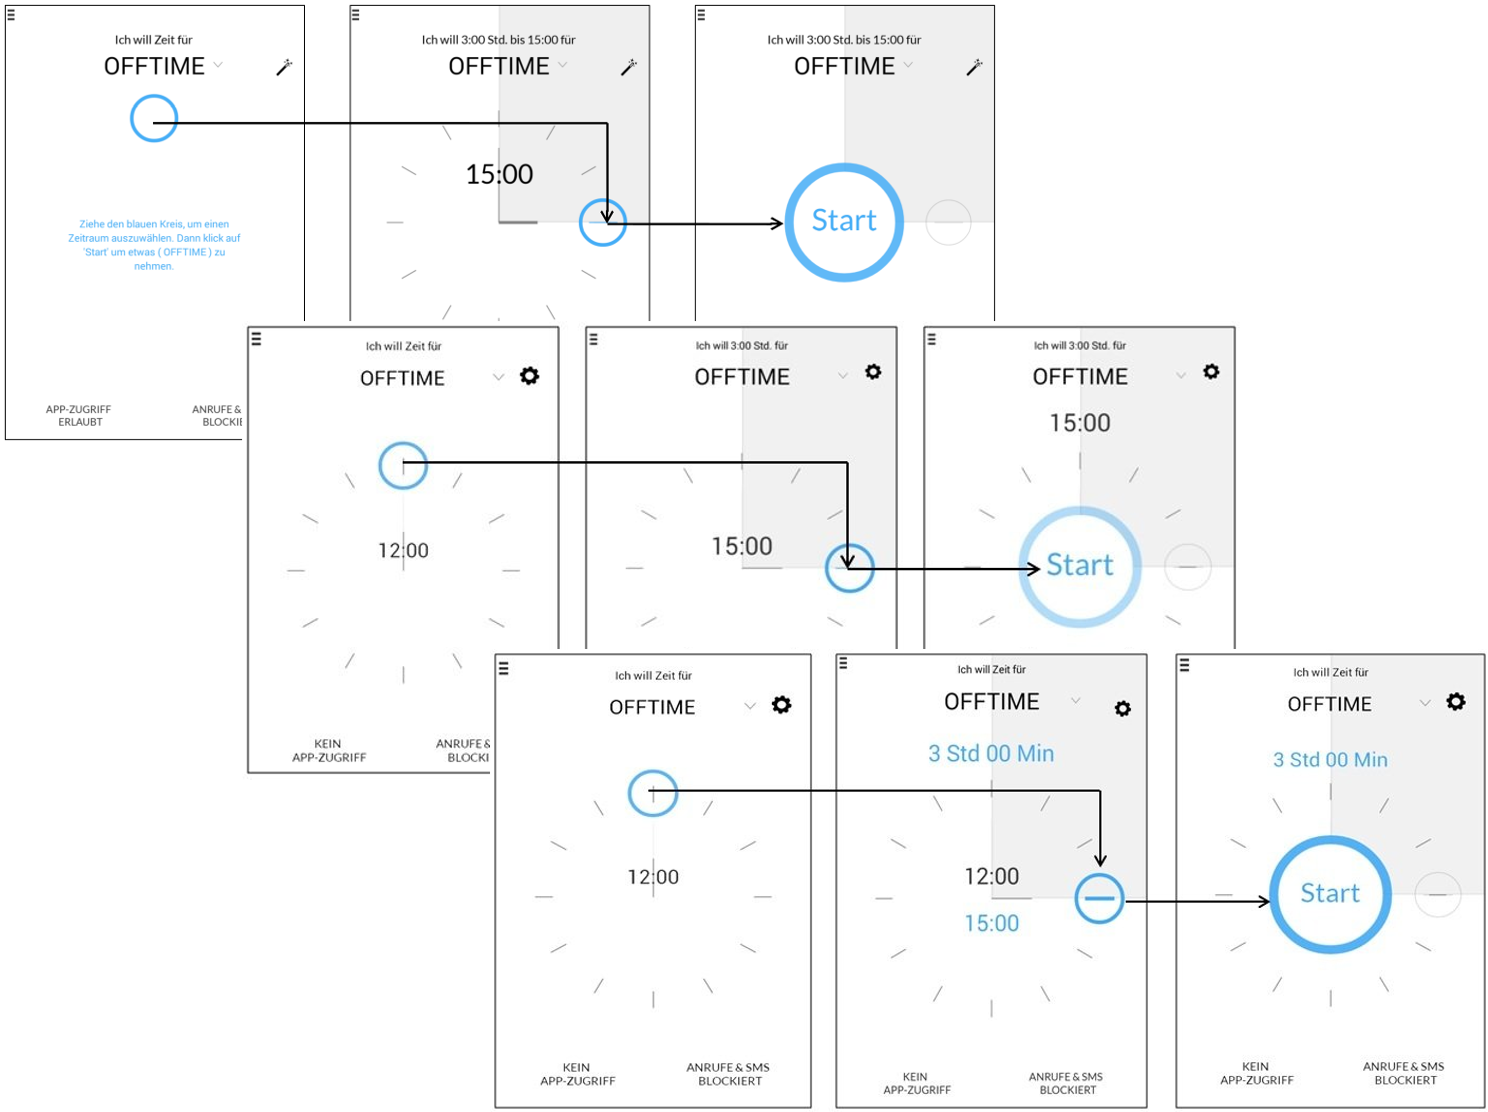 Ich will Zeit für
OFFTIME
Ziehe den blauen Kreis, um einen
Zeitraum auszuwählen. Dann klick auf
'Start' um etwas ( OFFTIME ) zu
nehmen.
APP-ZUGRIFF
ERLAUBT
ANRUFE &
BLOCKIE
Ich will 3:00 Std. bis 15:00 für
OFFTIME
15:00
Ich will 3:00 Std. bis 15:00 für
OFFTIME
Start
Ich will Zeit für
OFFTIME
12:00
KEIN
APP-ZUGRIFF
ANRUFE &
BLOCKI
Ich will 3:00 Std. für
OFFTIME
15:00
Ich will 3:00 Std. für
OFFTIME
15:00
Start
Ich will Zeit für
OFFTIME
12:00
KEIN
APP-ZUGRIFF
ANRUFE & SMS
BLOCKIERT
Ich will Zeit für
OFFTIME
3 Std 00 Min
12:00
15:00
KEIN
APP-ZUGRIFF
ANRUFE & SMS
BLOCKIERT
Ich will Zeit für
OFFTIME
3 Std 00 Min
Start
KEIN
APP-ZUGRIFF
ANRUFE & SMS
BLOCKIERT